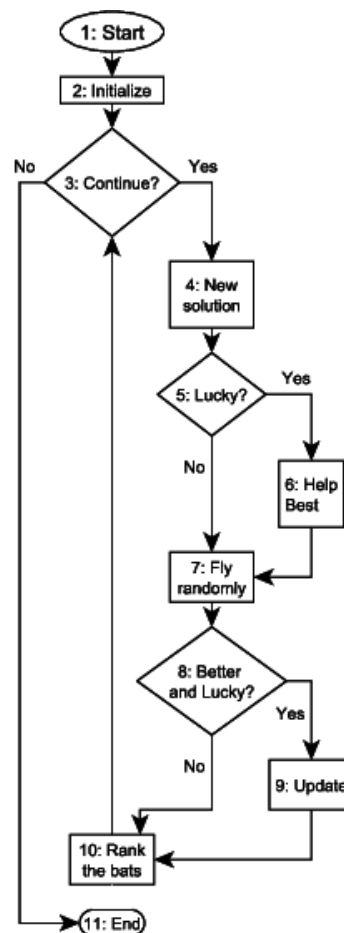 1: Start
2: Initialize
No
Yes
3: Continue?
4: New
solution
5: Lucky?
Yes
No
6: Help
Best
7: Fly
randomly
8: Better
and Lucky?
Yes
No
9: Update
10: Rank
the bats
11: End